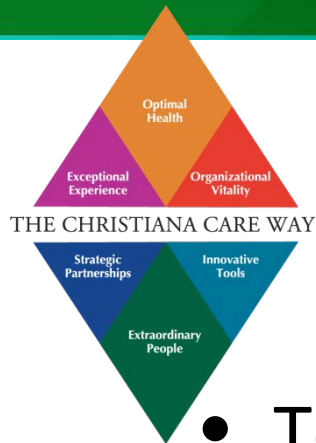 Optimal
Health
Exceptional
Experience
Organizational
Vitality
THE CHRISTIANA CARE WAY
Strategic
Partnerships
Innovative
Tools
Extraordinary
People